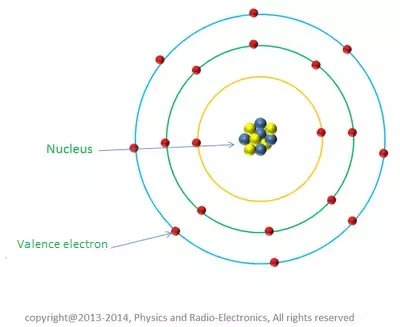 Nucleus
Valence electron
copyright@2013-2014, Physics and Radio-Electronics, All rights reserved